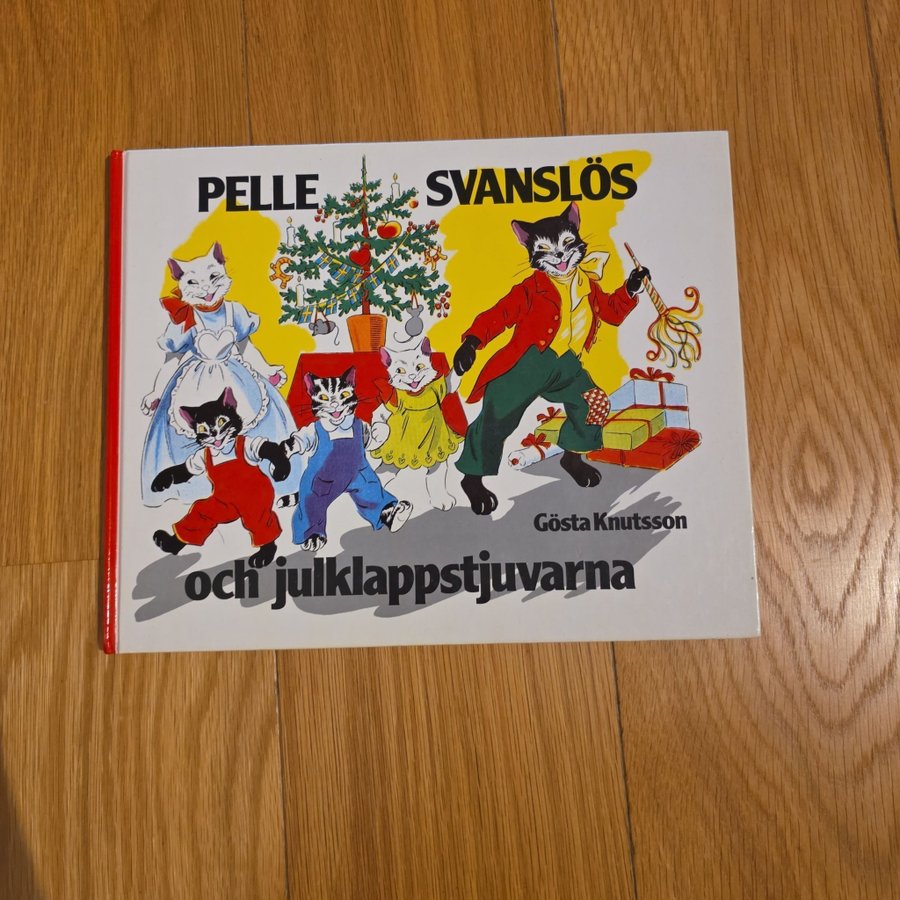 PELLE SVANSLÖS
Gösta Knutsson
och julklappstjuvarna